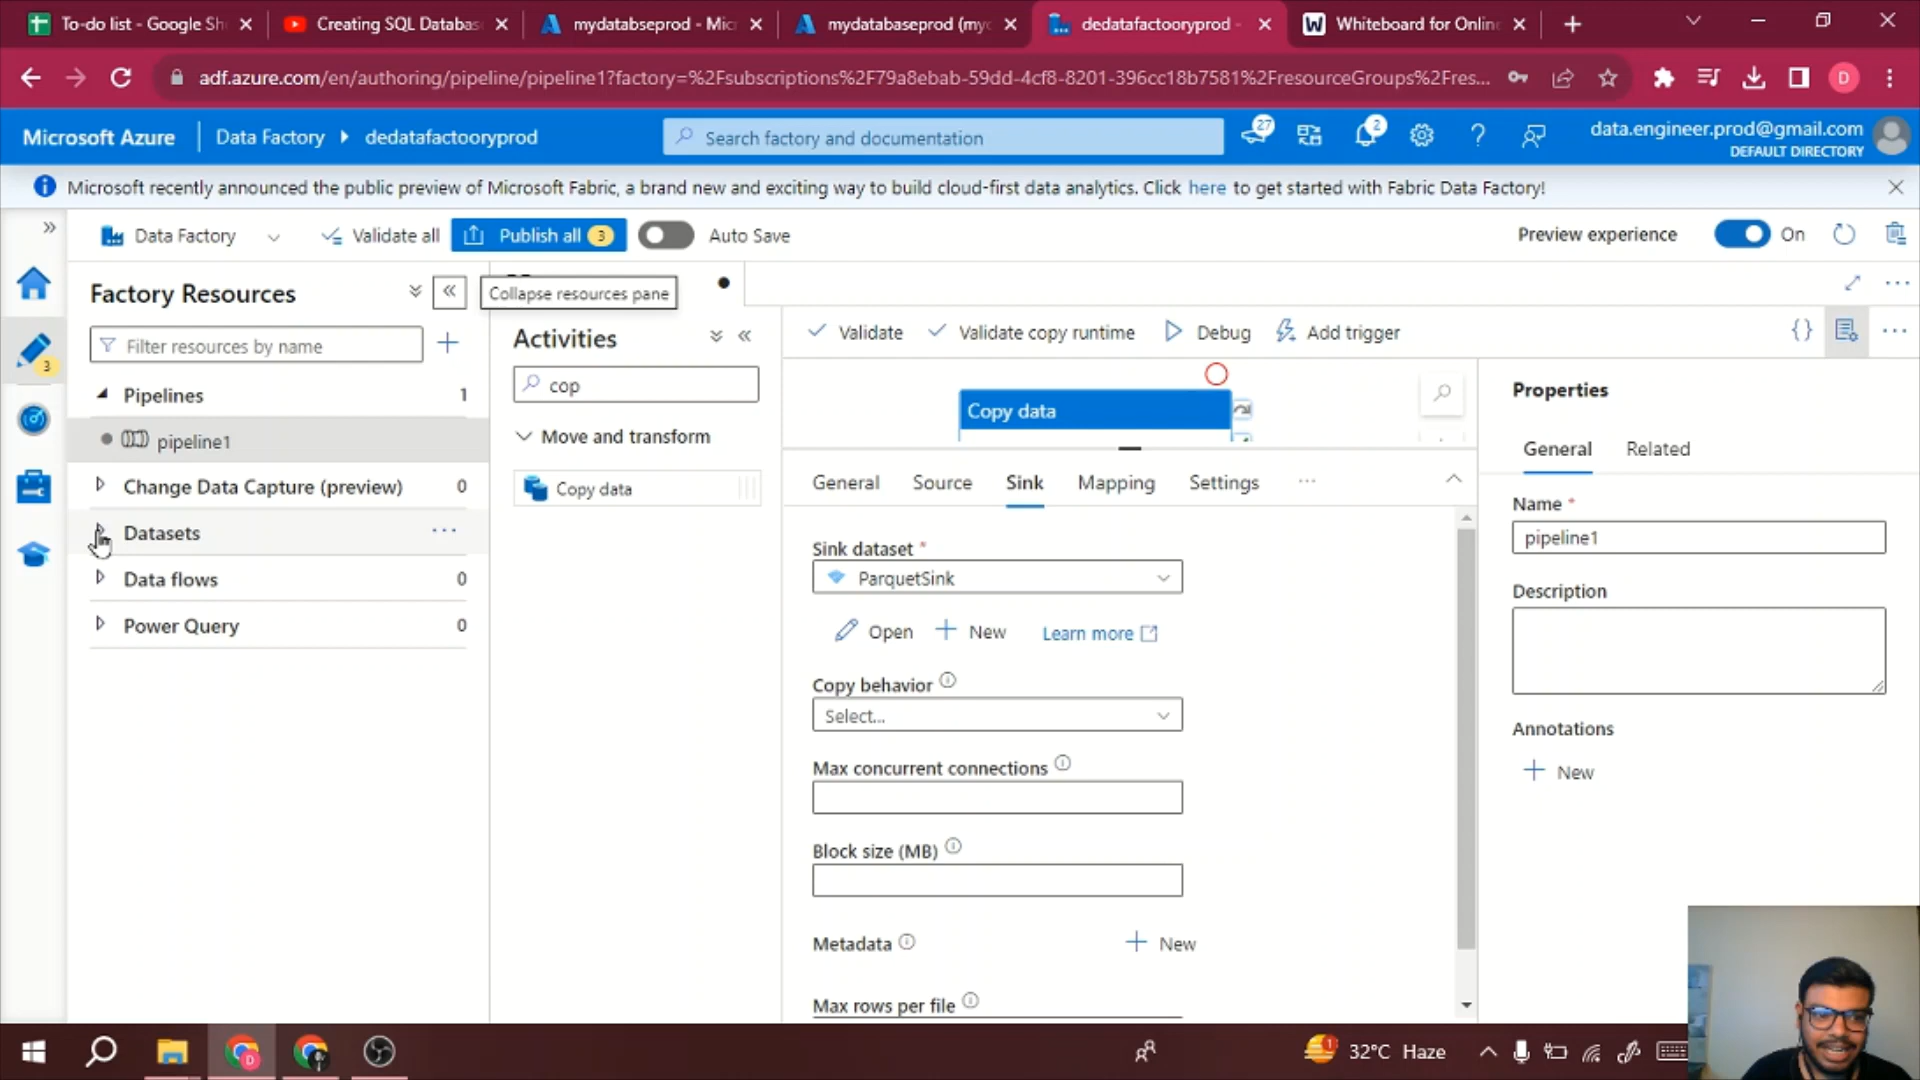 To-do list - Google Sh
Creating SQL Databas
mydatabseprod - Mic
mydatabaseprod (my
dedatafactooryprod -
Whiteboard for Onlin
adf.azure.com/en/authoring/pipeline/pipeline1?factory=%2Fsubscriptions%2F79a8ebab-59dd-4cf8-8201-396cc18b7581%2FresourceGroups%2Fres...
D
Microsoft Azure
Data Factory
dedatafactooryprod
Search factory and documentation
27
2
data.engineer.prod@gmail.com
DEFAULT DIRECTORY
Microsoft recently announced the public preview of Microsoft Fabric, a brand new and exciting way to build cloud-first data analytics. Click here to get started with Fabric Data Factory!
Data Factory
Validate all
Publish all 3
Auto Save
Preview experience
On
3
Factory Resources
Collapse resources pane
Filter resources by name
Pipelines 1
pipeline1
Change Data Capture (preview) 0
Datasets
Data flows 0
Power Query 0
Activities
cop
Move and transform
Copy data
Validate
Validate copy runtime
Debug
Add trigger
Copy data
General
Source
Sink
Mapping
Settings
Sink dataset *
ParquetSink
Open
New
Learn more
Copy behavior
Select...
Max concurrent connections
Block size (MB)
Metadata
New
Max rows per file
Properties
General
Related
Name *
pipeline1
Description
Annotations
New
D
1
32°C Haze